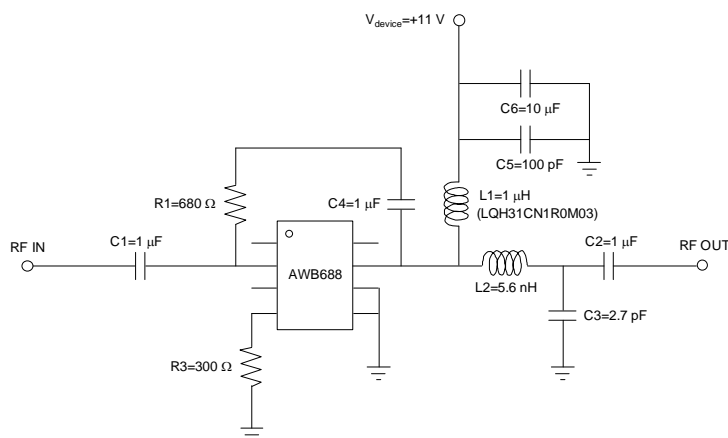 Vdevice=+11 V
C6=10 μF
C5=100 pF
R1=680 Ω
C4=1 μF
L1=1 μH
(LQH31CN1R0M03)
RF IN
C1=1 μF
AWB688
L2=5.6 nH
C2=1 μF
RF OUT
C3=2.7 pF
R3=300 Ω